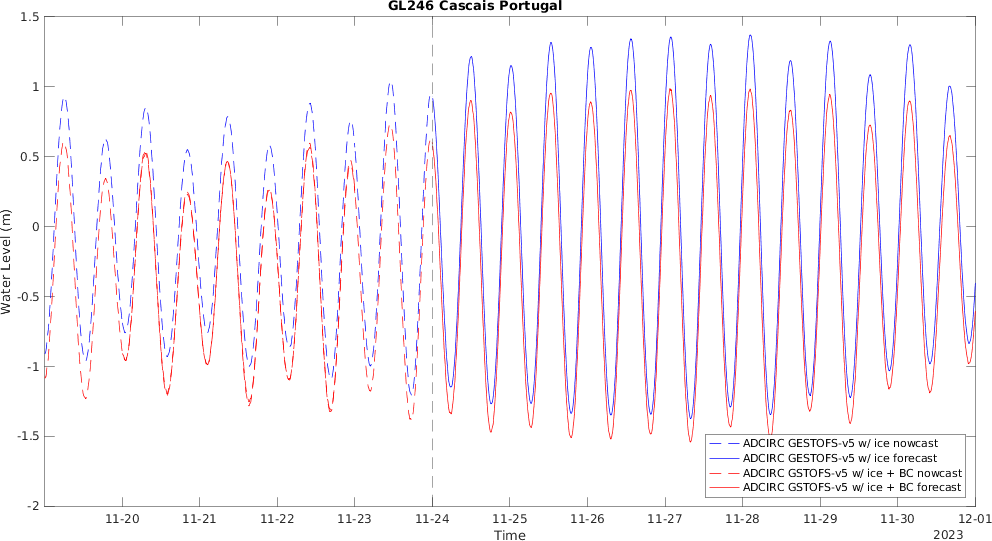 GL246 Cascais Portugal
1.5
1
0.5
0
-0.5
-1
-1.5
-2
Water Level (m)
11-20 11-21 11-22 11-23 11-24 11-25 11-26 11-27 11-28 11-29 11-30 12-01
Time
2023
ADCIRC GESTOFS-v5 w/ ice nowcast
ADCIRC GESTOFS-v5 w/ ice forecast
ADCIRC GSTOFS-v5 w/ ice + BC nowcast
ADCIRC GSTOFS-v5 w/ ice + BC forecast